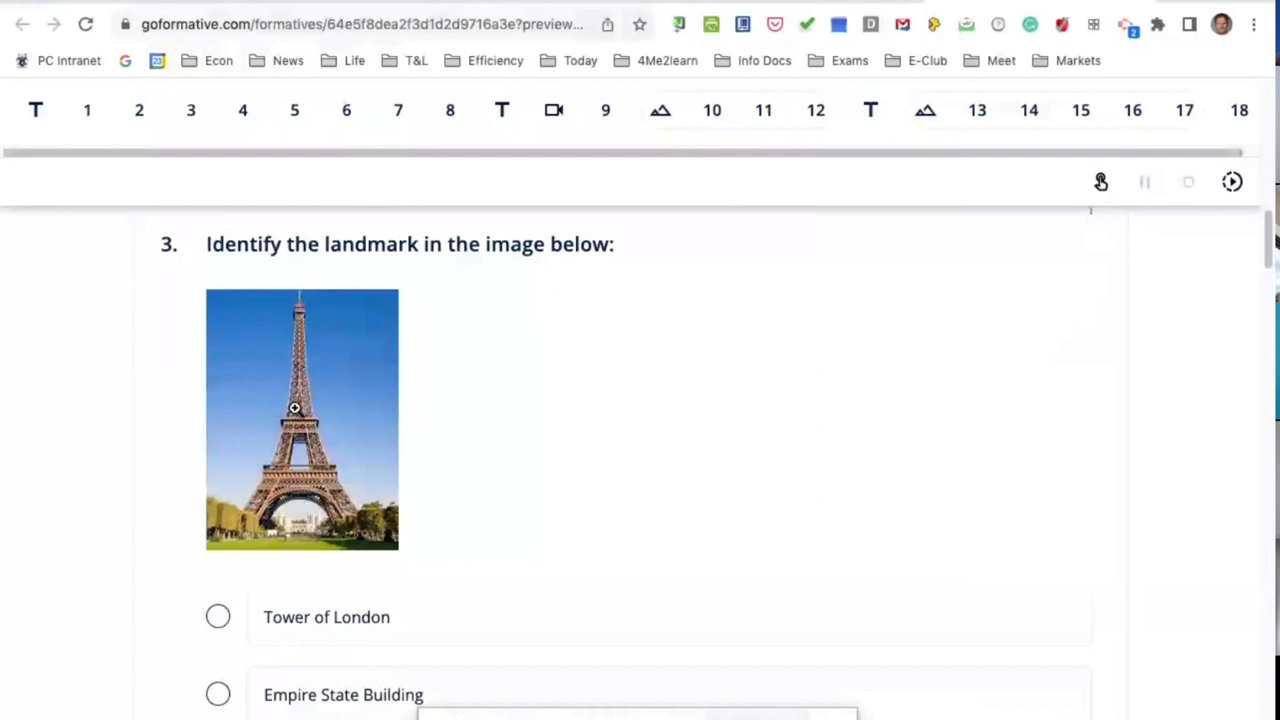 goformative.com/formatives/64e5f8dea2f3d1d2d9716a3e?preview...
2
PC Intranet
23
Econ
News
Life
T&L
Efficiency
Today
4Me2learn
Info Docs
Exams
E-Club
Meet
Markets
T 1 2 3 4 5 6 7 8 T 9 10 11 12 T 13 14 15 16 17 18
3. Identify the landmark in the image below:
Tower of London
Empire State Building